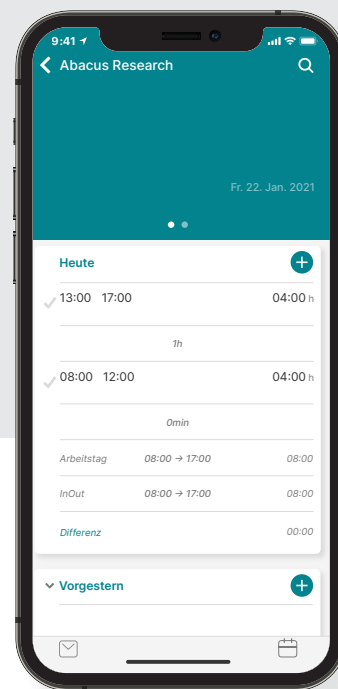 9:41
Abacus Research
Fr. 22. Jan. 2021
Heute
13:00 17:00 04:00 h
1h
08:00 12:00 04:00 h
0min
Arbeitstag 08:00 → 17:00 08:00
InOut 08:00 → 17:00 08:00
Differenz 00:00
Vorgestern